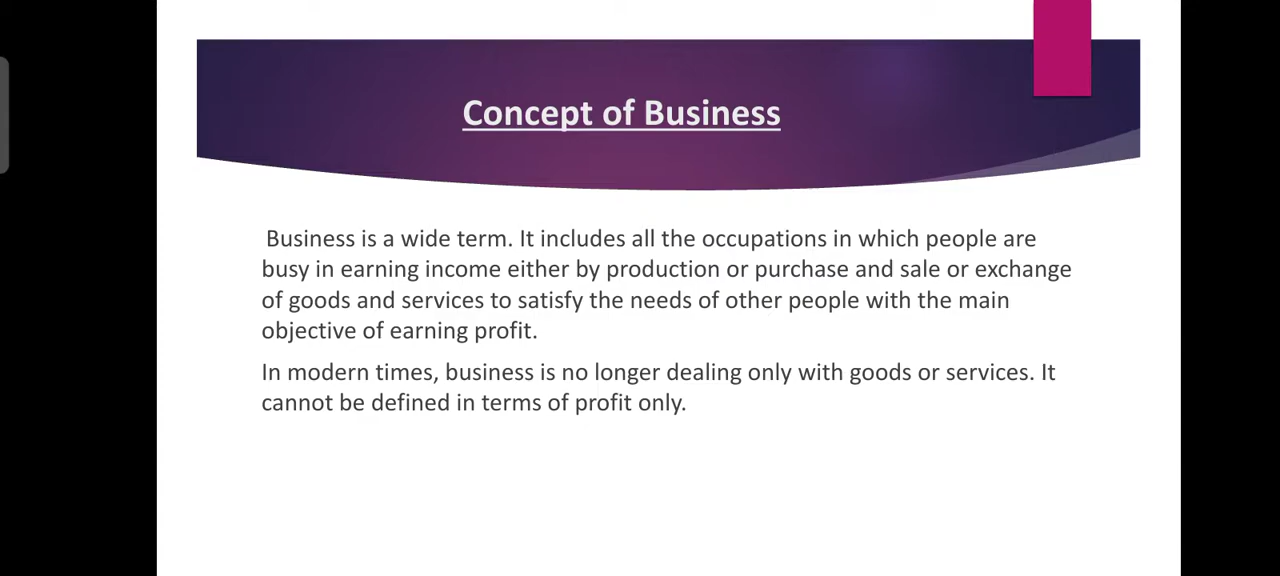 Concept of Business
Business is a wide term. It includes all the occupations in which people are
busy in earning income either by production or purchase and sale or exchange
of goods and services to satisfy the needs of other people with the main
objective of earning profit.
In modern times, business is no longer dealing only with goods or services. It
cannot be defined in terms of profit only.